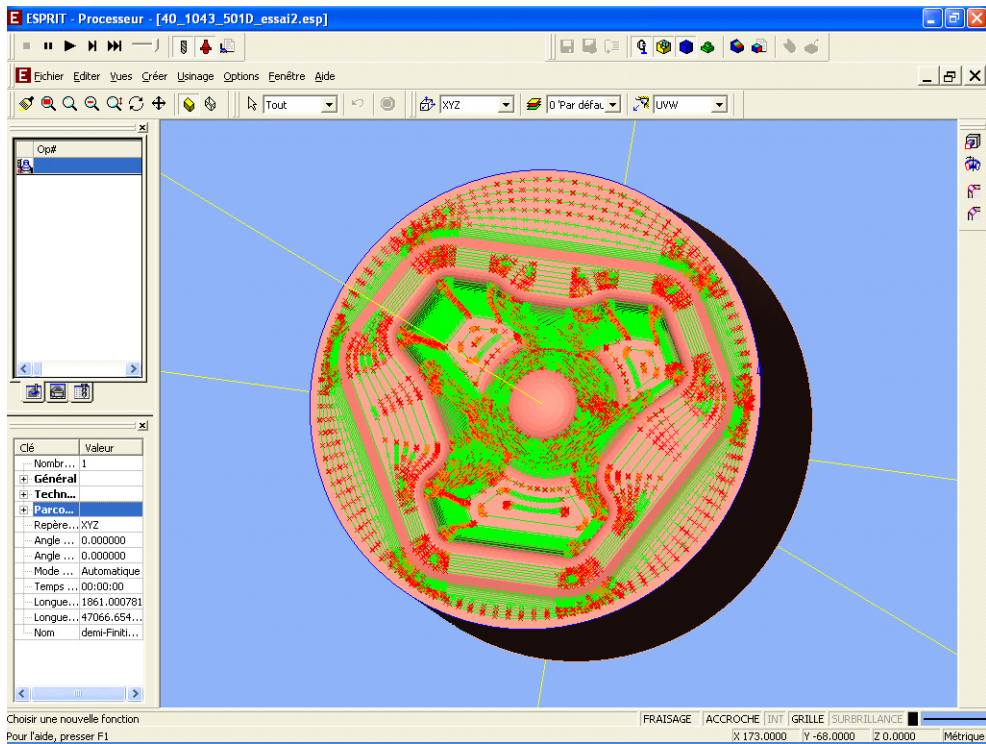 ESPRIT - Processeur - [40_1043_501D_essai2.esp]
Fichier Editer Vues Créer Usinage Options Fenêtre Aide
Tout XYZ 0 'Par défau UVW
Op#
Clé Valeur
Nombr... 1
Général
Techn...
Parco...
Repère... XYZ
Angle ... 0.000000
Angle ... 0.000000
Mode ... Automatique
Temps ... 00:00:00
Longue... 1861.000781
Longue... 47066.654...
Nom demi-Finiti...
Choisir une nouvelle fonction FRAISAGE ACCROCHE INT GRILLE SURBRILLANCE
Pour l'aide, presser F1 X 173.0000 Y -68.0000 Z 0.0000 Métrique